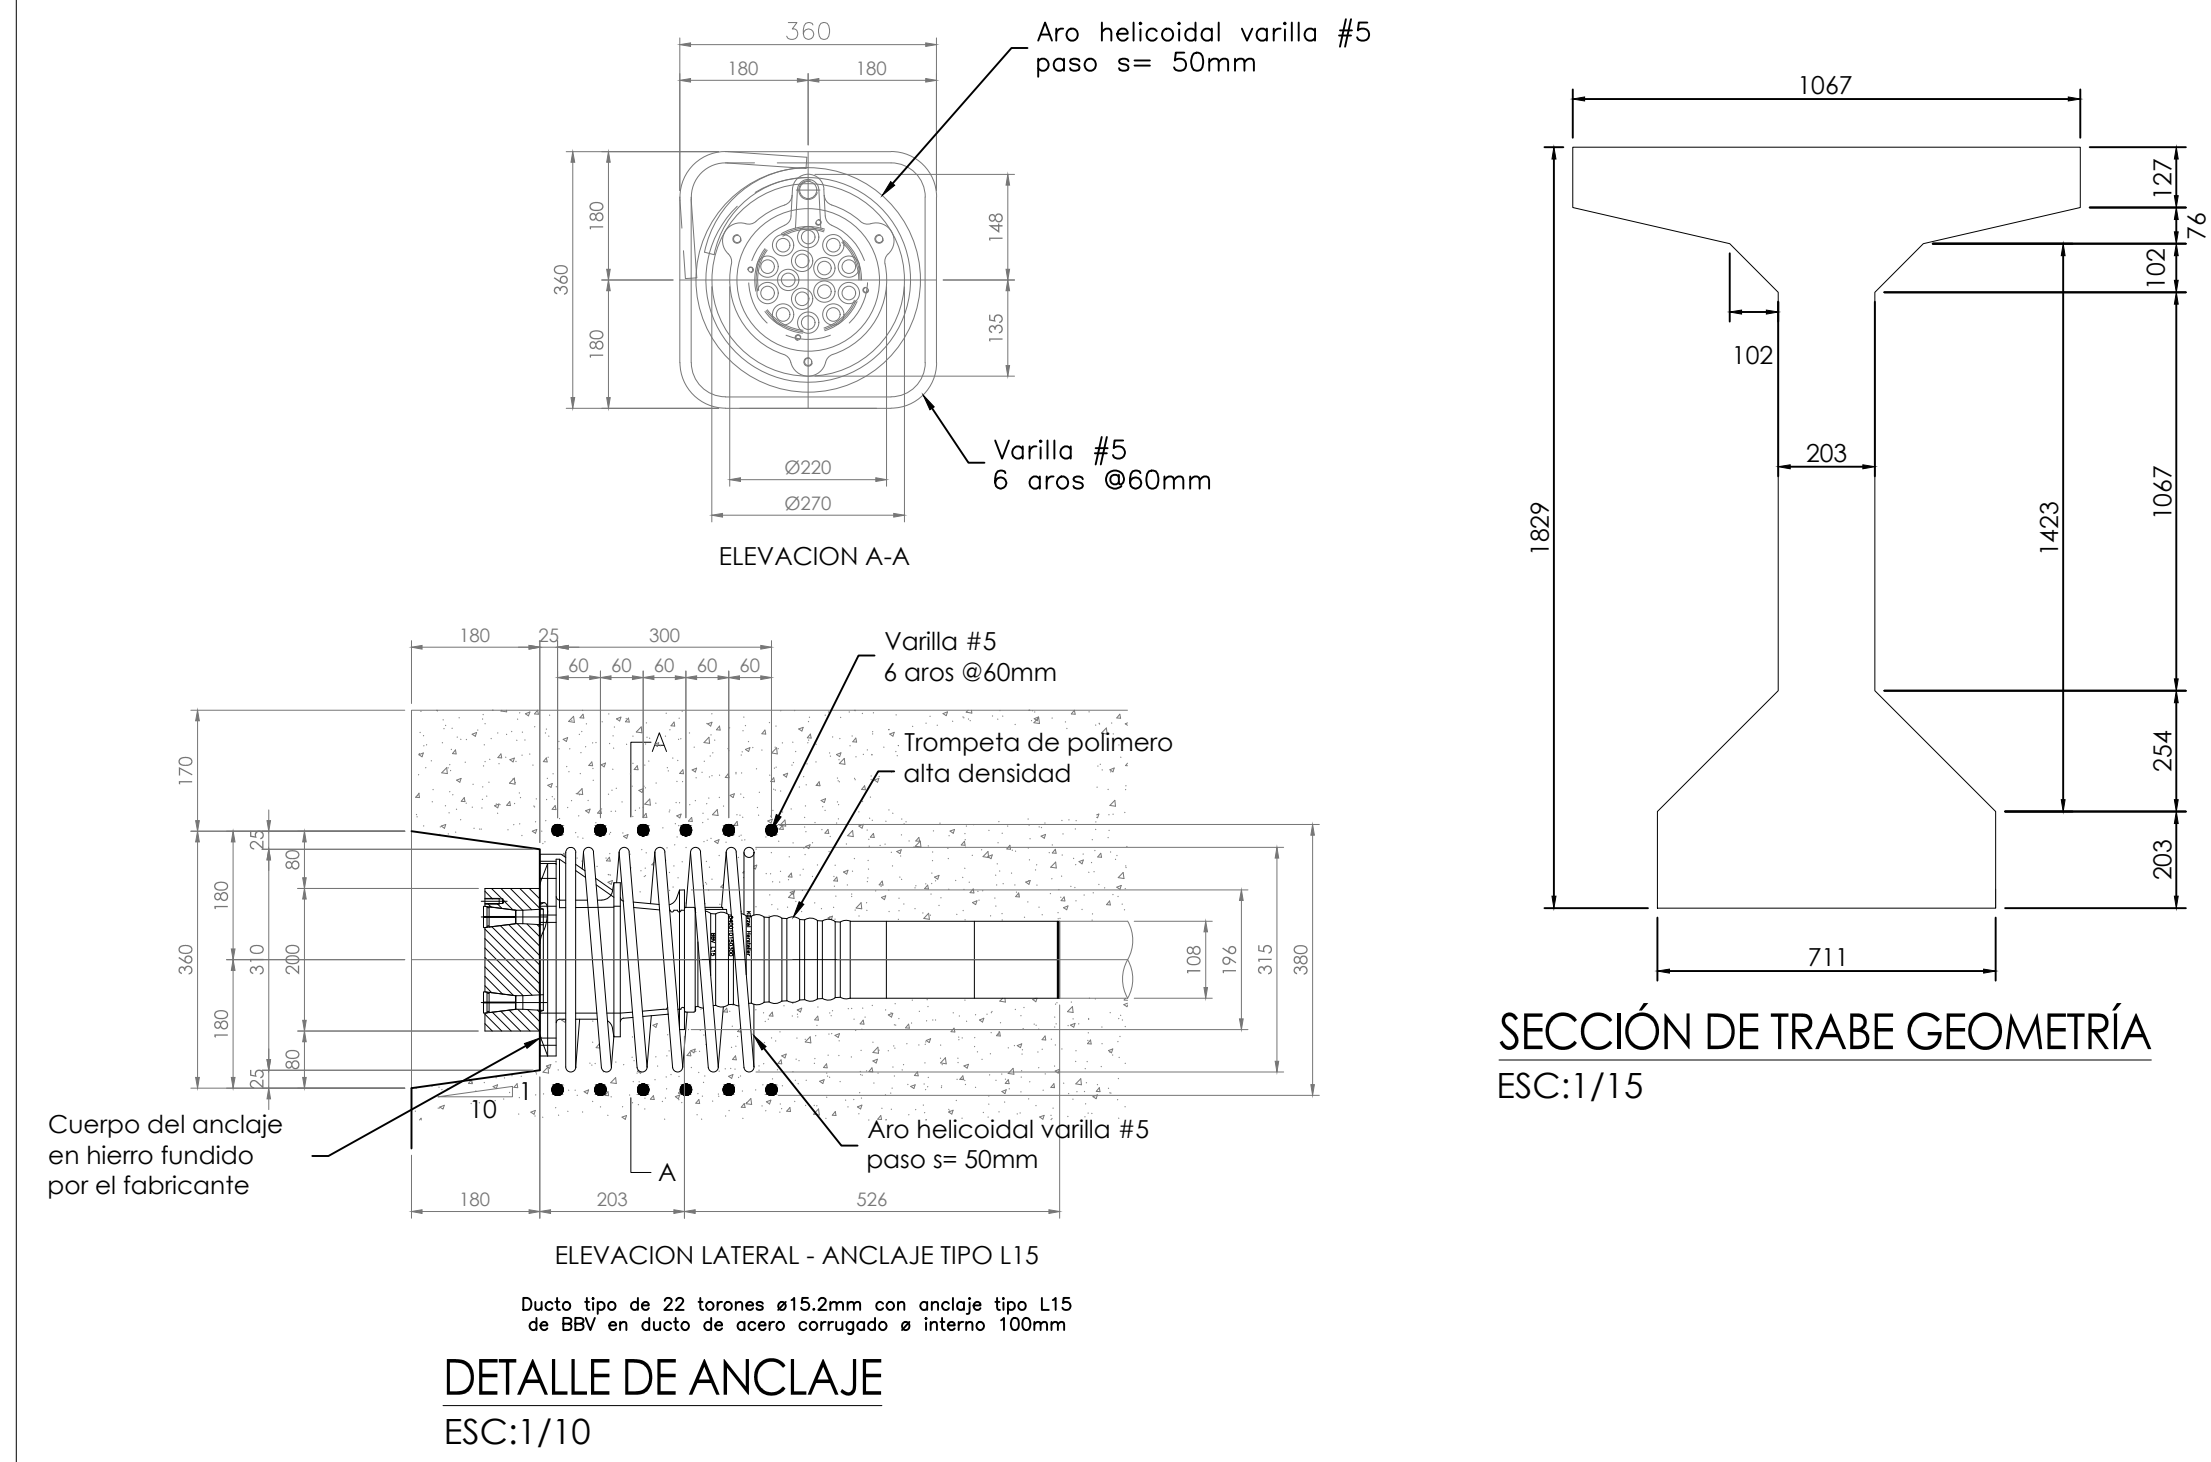 360
180
180
Aro helicoidal varilla #5
paso s= 50mm
360
180
180
148
135
Ø220
Ø270
Varilla #5
6 aros @60mm
ELEVACION A-A
180
25
300
60
60
60
60
60
Varilla #5
6 aros @60mm
A
Trompeta de polimero
alta densidad
170
25
80
180
360
310
200
180
80
25
108
196
315
380
1
10
BBV L15
Cuerpo del anclaje
en hierro fundido
por el fabricante
Aro helicoidal varilla #5
paso s= 50mm
A
180
203
526
ELEVACION LATERAL - ANCLAJE TIPO L15
Ducto tipo de 22 torones ø15.2mm con anclaje tipo L15
de BBV en ducto de acero corrugado ø interno 100mm
DETALLE DE ANCLAJE
ESC:1/10
1067
127
76
102
102
203
1829
1423
1067
254
203
711
SECCIÓN DE TRABE GEOMETRÍA
ESC:1/15